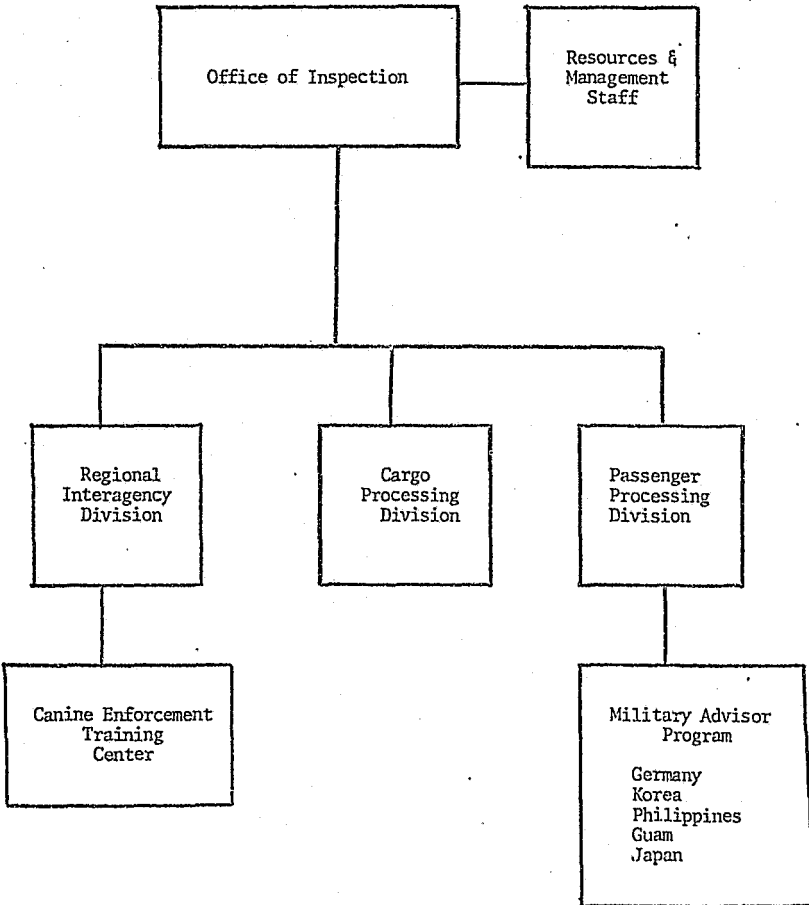 Office of Inspection
Resources &
Management
Staff
Regional
Interagency
Division
Cargo
Processing
Division
Passenger
Processing
Division
Canine Enforcement
Training
Center
Military Advisor
Program
Germany
Korea
Philippines
Guam
Japan